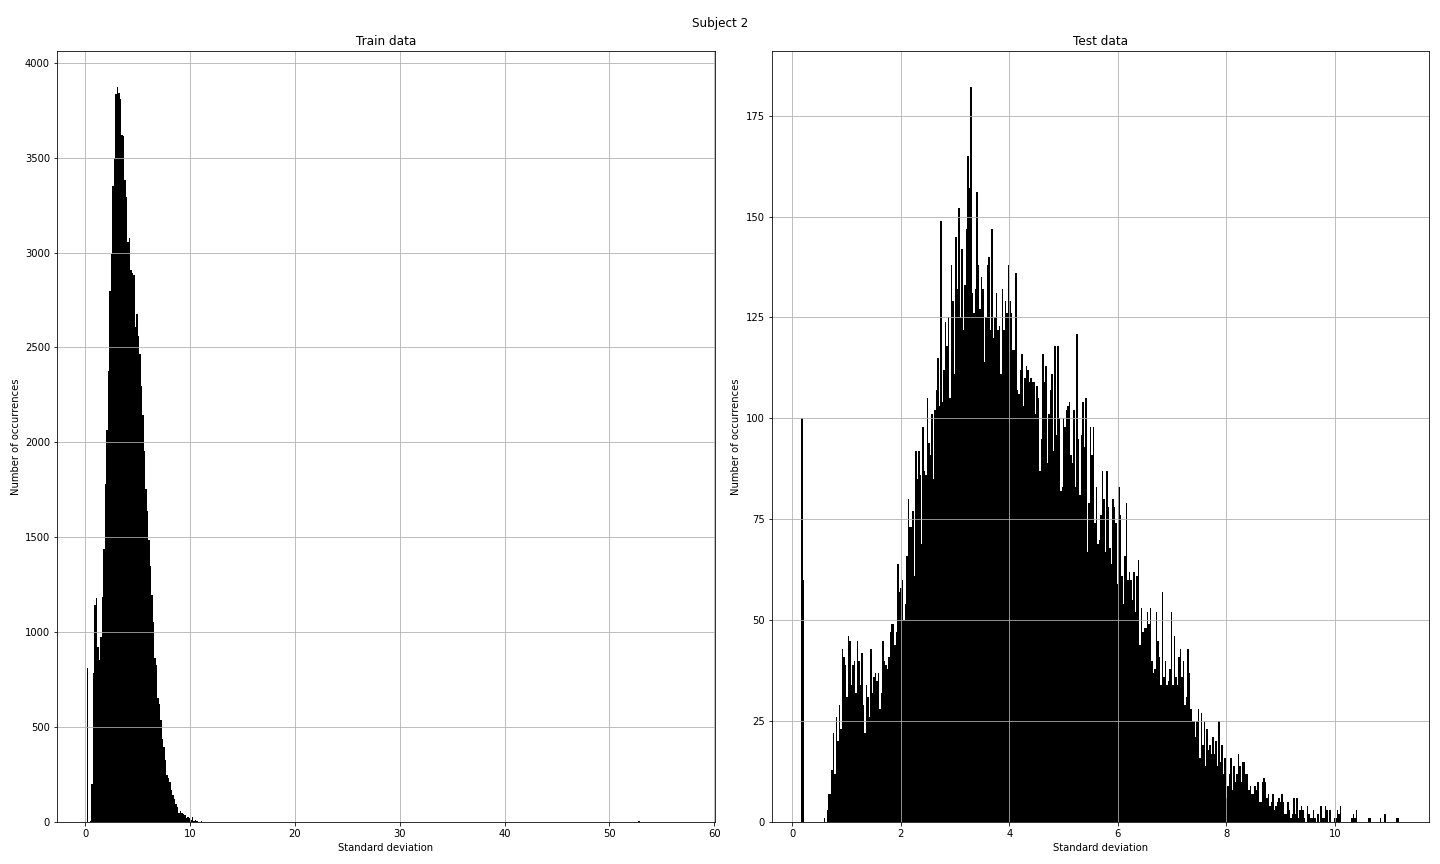 Subject 2
Train data
4000
3500
3000
2500
2000
1500
1000
500
0
Number of occurrences
0 10 20 30 40 50 60
Standard deviation
Test data
175
150
125
100
75
50
25
0
Number of occurrences
0 2 4 6 8 10
Standard deviation